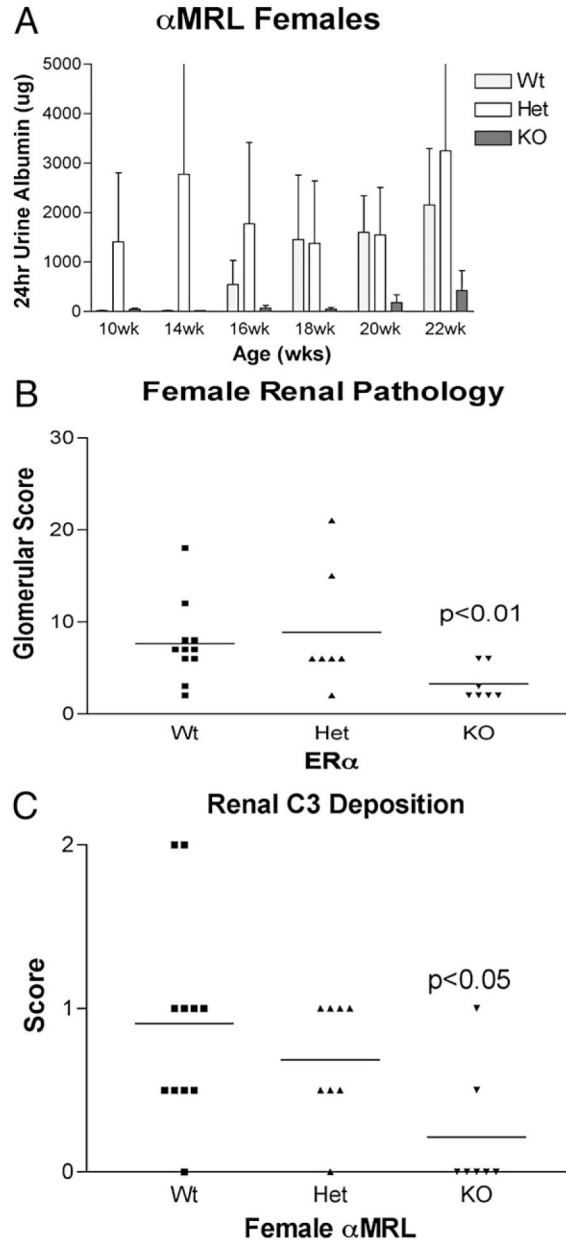 A
αMRL Females
24hr Urine Albumin (ug)
5000
4000
3000
2000
1000
0
Wt
Het
KO
10wk 14wk 16wk 18wk 20wk 22wk
Age (wks)
B
Female Renal Pathology
Glomerular Score
30
20
10
0
p<0.01
Wt Het KO
ERα
C
Renal C3 Deposition
Score
2
1
0
p<0.05
Wt Het KO
Female αMRL